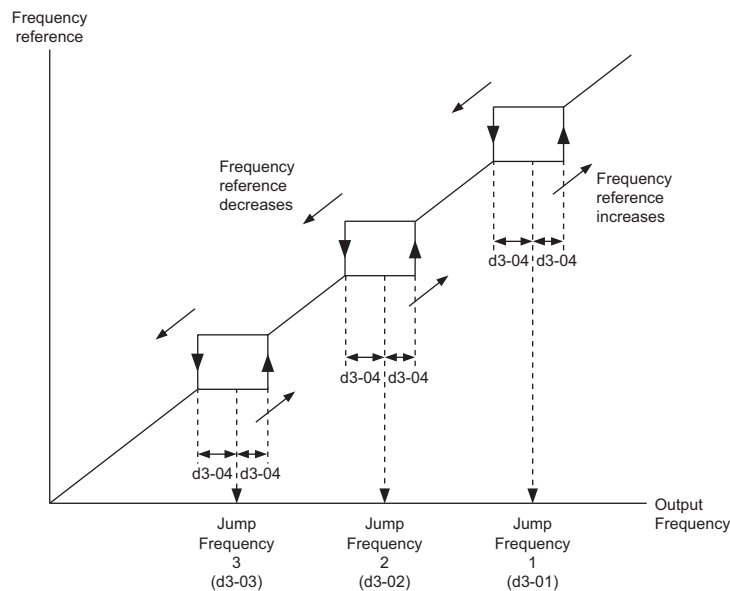 Frequency
reference
Frequency
reference
decreases
Frequency
reference
increases
d3-04 d3-04
d3-04 d3-04
d3-04 d3-04
Output
Frequency
Jump
Frequency
3
(d3-03)
Jump
Frequency
2
(d3-02)
Jump
Frequency
1
(d3-01)